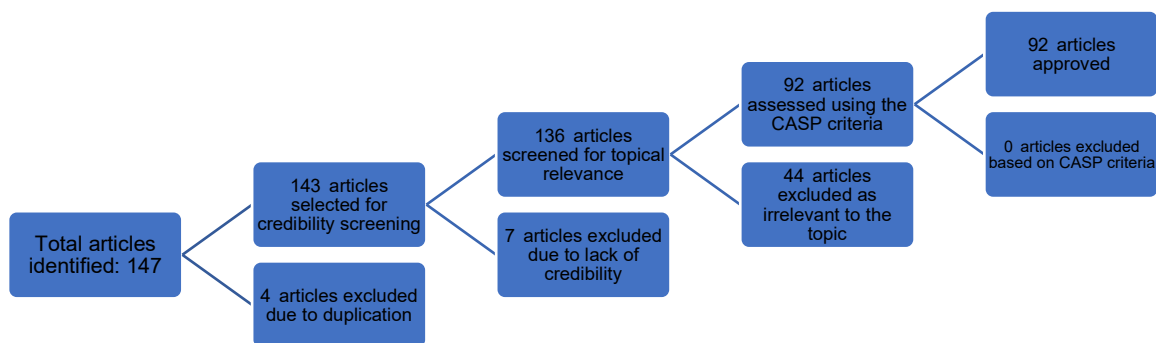 Total articles
identified: 147
143 articles
selected for
credibility screening
4 articles excluded
due to duplication
136 articles
screened for topical
relevance
7 articles excluded
due to lack of
credibility
92 articles
assessed using the
CASP criteria
44 articles
excluded as
irrelevant to the
topic
92 articles
approved
0 articles excluded
based on CASP criteria